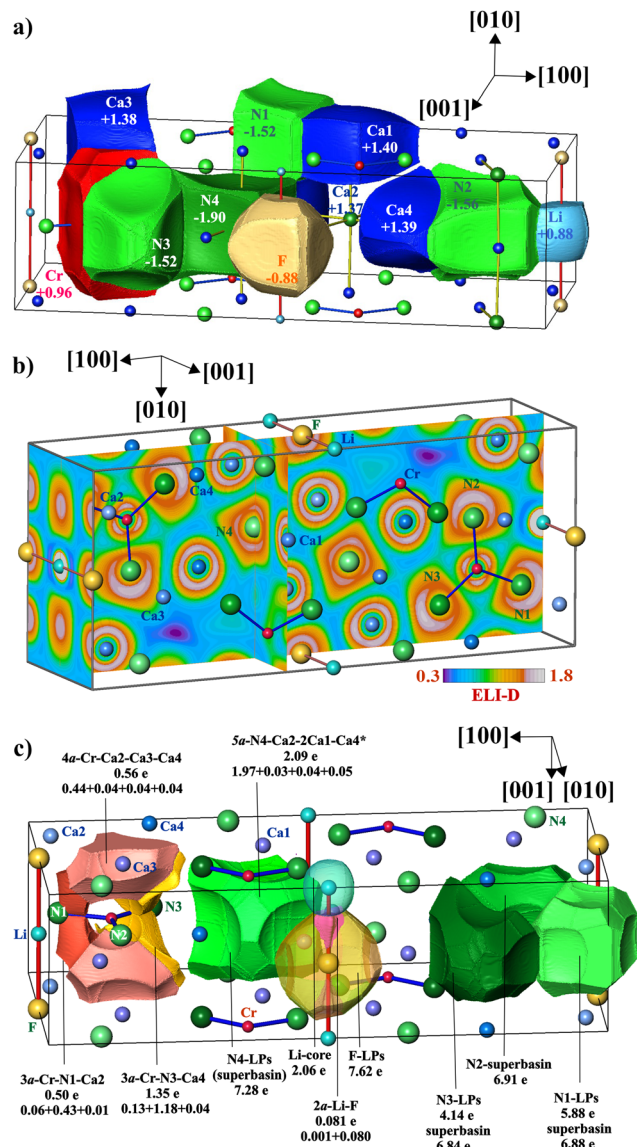 a)
[010]
[100]
[001]
Ca3
+1.38
N1
-1.52
Ca1
+1.40
N4
-1.90
Ca2
+1.37
N2
-1.56
Ca4
+1.39
Li
+0.88
N3
-1.52
F
-0.88
Cr
+0.96
b)
[100]
[001]
[010]
F
Li
Ca2
Ca4
Cr
N2
N4
Ca1
N3
Ca3
N1
0.3
1.8
ELI-D
c)
5a-N4-Ca2-2Ca1-Ca4*
2.09 e
1.97+0.03+0.04+0.05
4a-Cr-Ca2-Ca3-Ca4
0.56 e
0.44+0.04+0.04+0.04
[100]
[001]
[010]
Ca2
Ca4
Ca1
N4
Ca3
N1
N3
Li
N2
F
Cr
3a-Cr-N1-Ca2
0.50 e
0.06+0.43+0.01
3a-Cr-N3-Ca4
1.35 e
0.13+1.18+0.04
N4-LPs
(superbasin)
7.28 e
Li-core
2.06 e
F-LPs
7.62 e
2a-Li-F
0.081 e
0.001+0.080
N2-superbasin
6.91 e
N3-LPs
4.14 e
superbasin
6.84 e
N1-LPs
5.88 e
superbasin
6.88 e